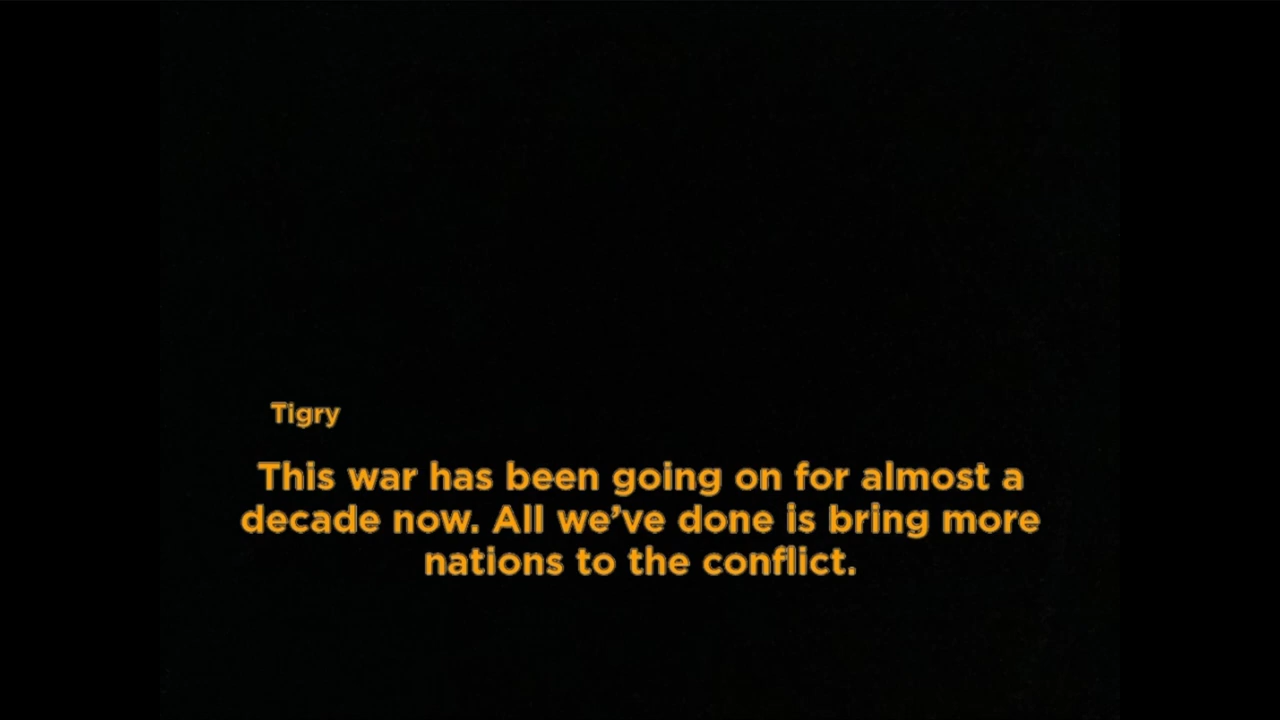 Tigry
This war has been going on for almost a
decade now. All we’ve done is bring more
nations to the conflict.